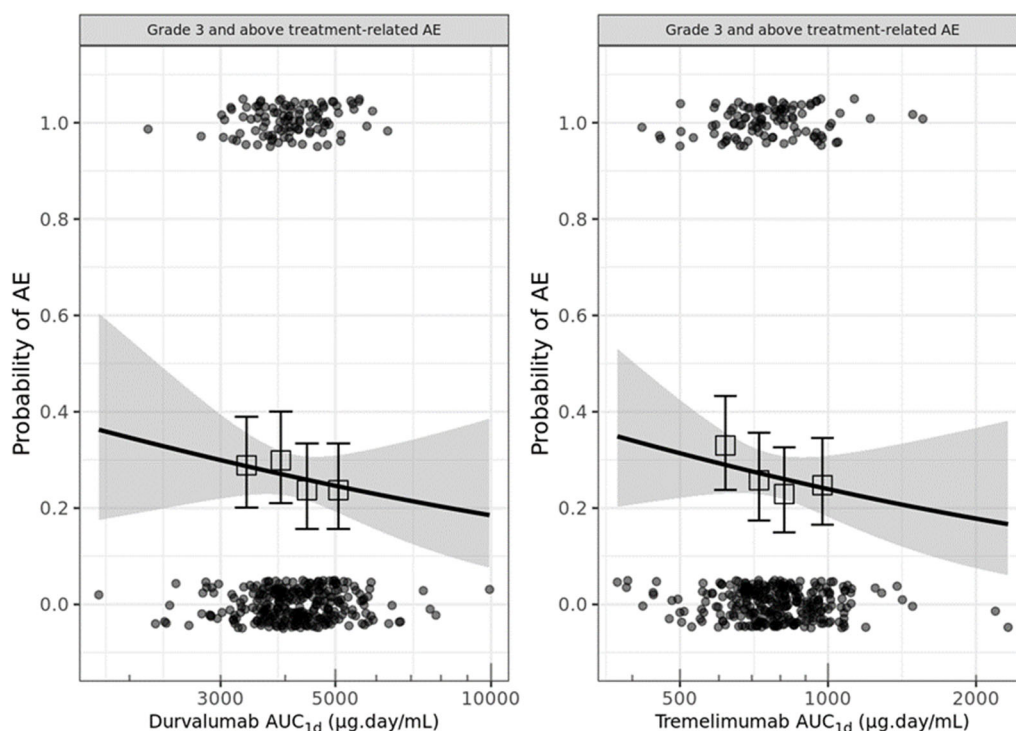 Grade 3 and above treatment-related AE
Probability of AE
1.0
0.8
0.6
0.4
0.2
0.0
3000 5000 10000
Durvalumab AUC1d (µg.day/mL)
Grade 3 and above treatment-related AE
Probability of AE
1.0
0.8
0.6
0.4
0.2
0.0
500 1000 2000
Tremelimumab AUC1d (µg.day/mL)